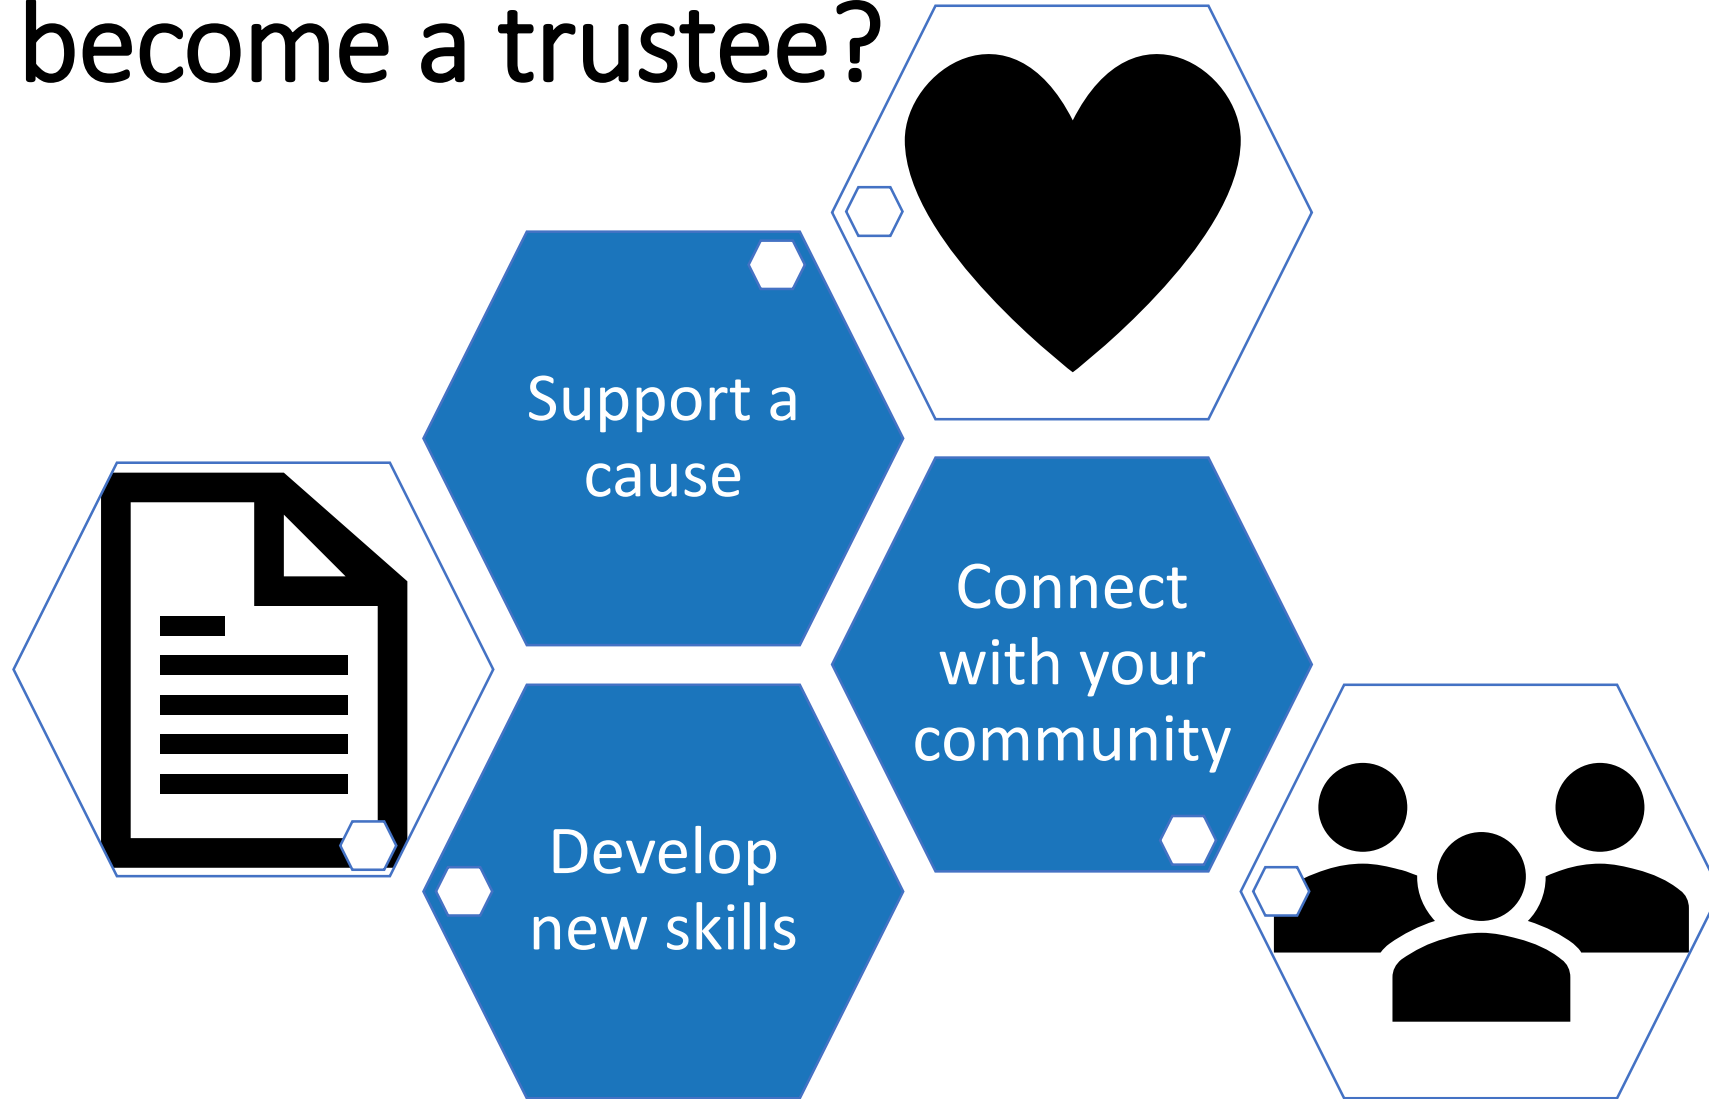 become a trustee?
Support a
cause
Connect
with your
community
Develop
new skills